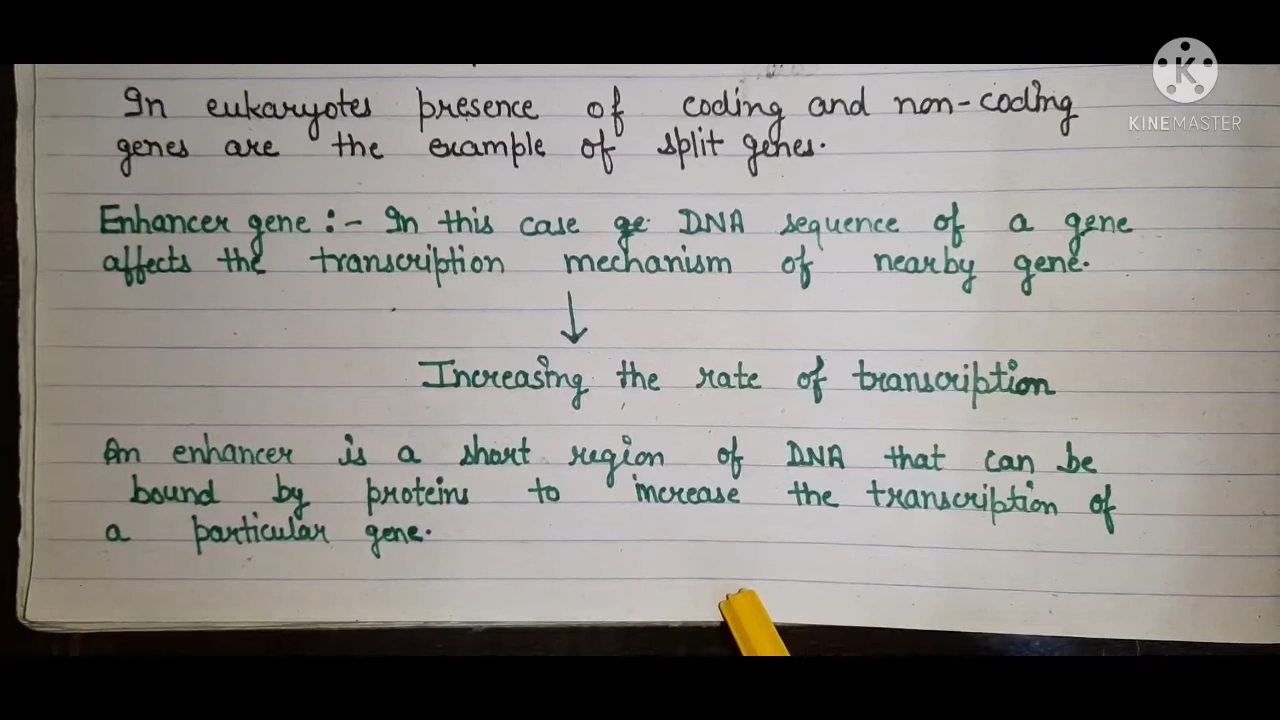 In eukaryotes presence of coding and non-coding
genes are the example of split genes.
Enhancer gene :- In this case ge DNA sequence of a gene
affects the transcription mechanism of nearby gene.
↓
Increasing the rate of transcription
An enhancer is a short region of DNA that can be
bound by proteins to increase the transcription of
a particular gene.
K
KINEMASTER